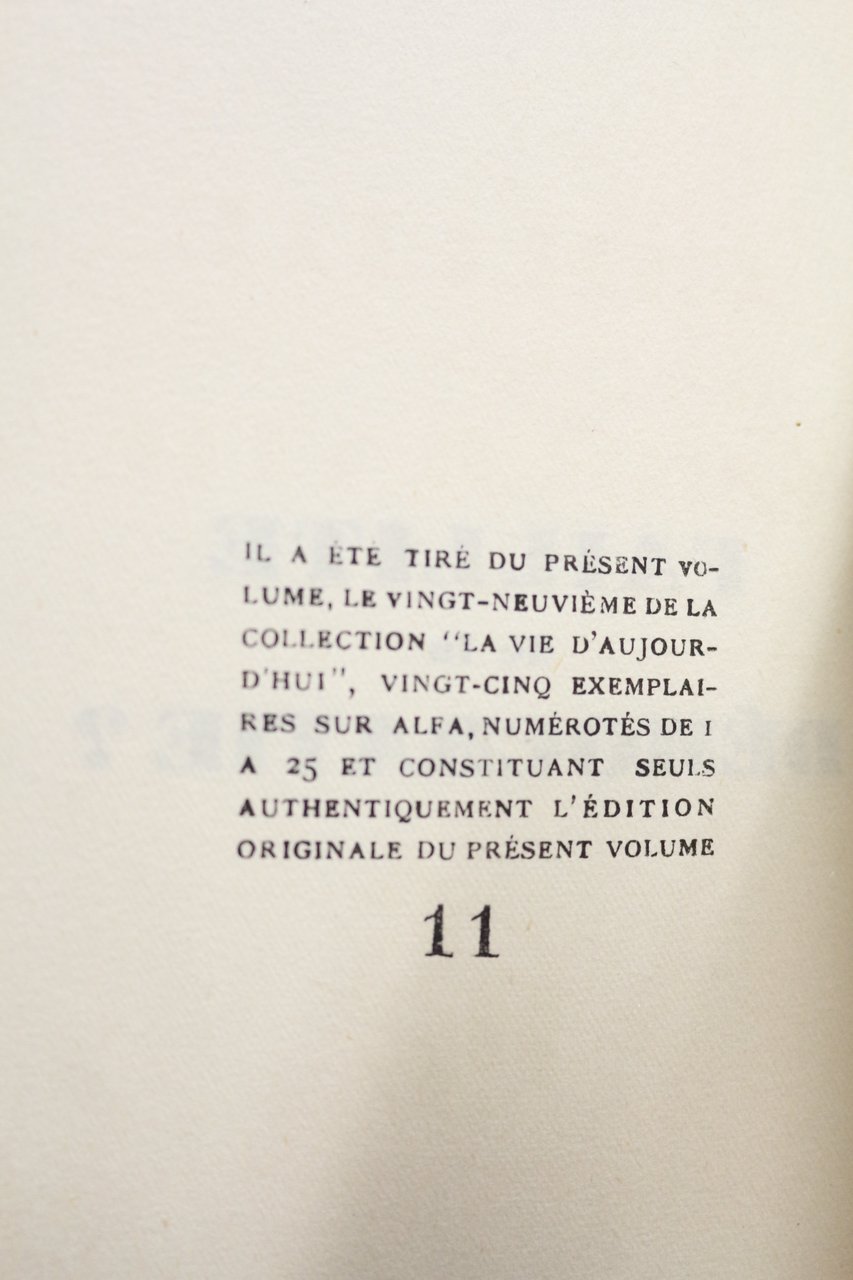 IL A ÉTÉ TIRÉ DU PRÉSENT VO-
LUME, LE VINGT-NEUVIÈME DE LA
COLLECTION "LA VIE D'AUJOUR-
D'HUI", VINGT-CINQ EXEMPLAI-
RES SUR ALFA, NUMÉROTÉS DE I
A 25 ET CONSTITUANT SEULS
AUTHENTIQUEMENT L'ÉDITION
ORIGINALE DU PRÉSENT VOLUME
11